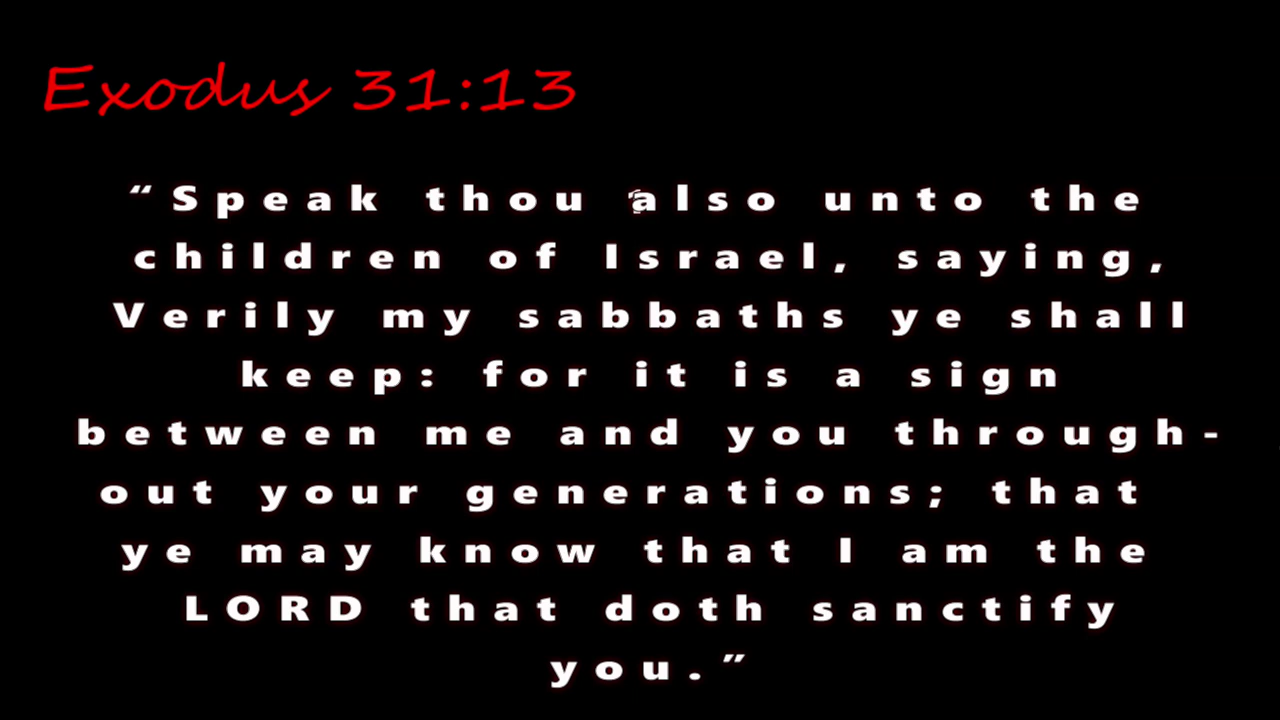 Exodus 31:13
“Speak thou also unto the
children of Israel, saying,
Verily my sabbaths ye shall
keep: for it is a sign
between me and you through-
out your generations; that
ye may know that I am the
LORD that doth sanctify
you.”